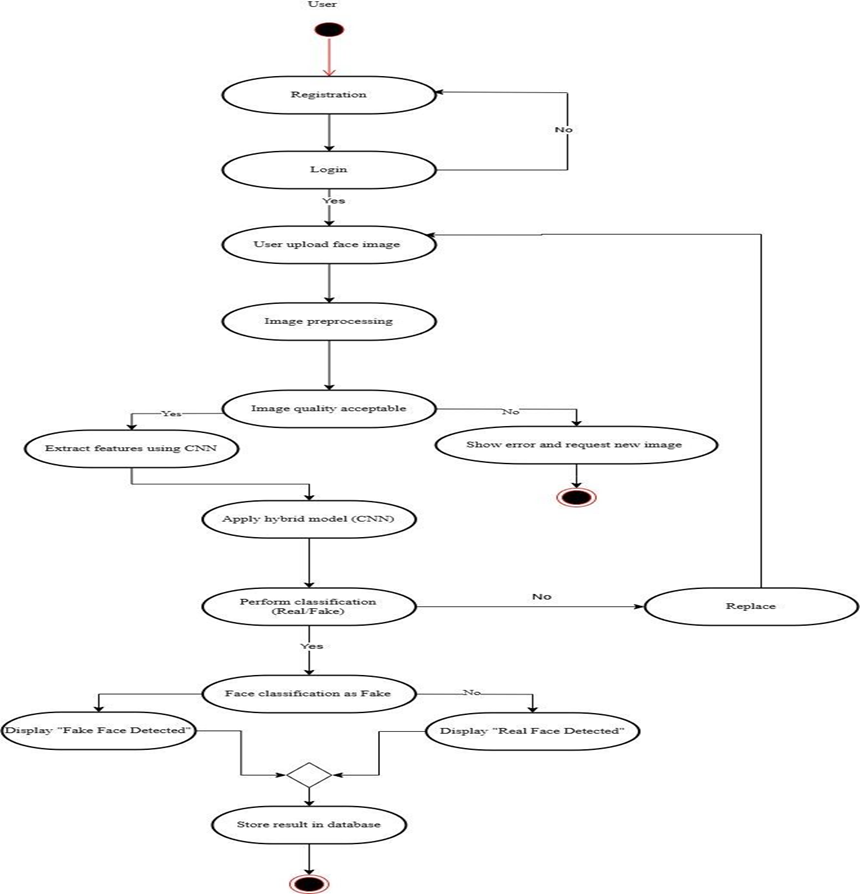 User
Registration
No
Login
Yes
User upload face image
Image preprocessing
Image quality acceptable
Yes
No
Extract features using CNN
Show error and request new image
Apply hybrid model (CNN)
Perform classification
(Real/Fake)
No
Replace
Yes
Face classification as Fake
No
Display "Fake Face Detected"
Display "Real Face Detected"
Store result in database